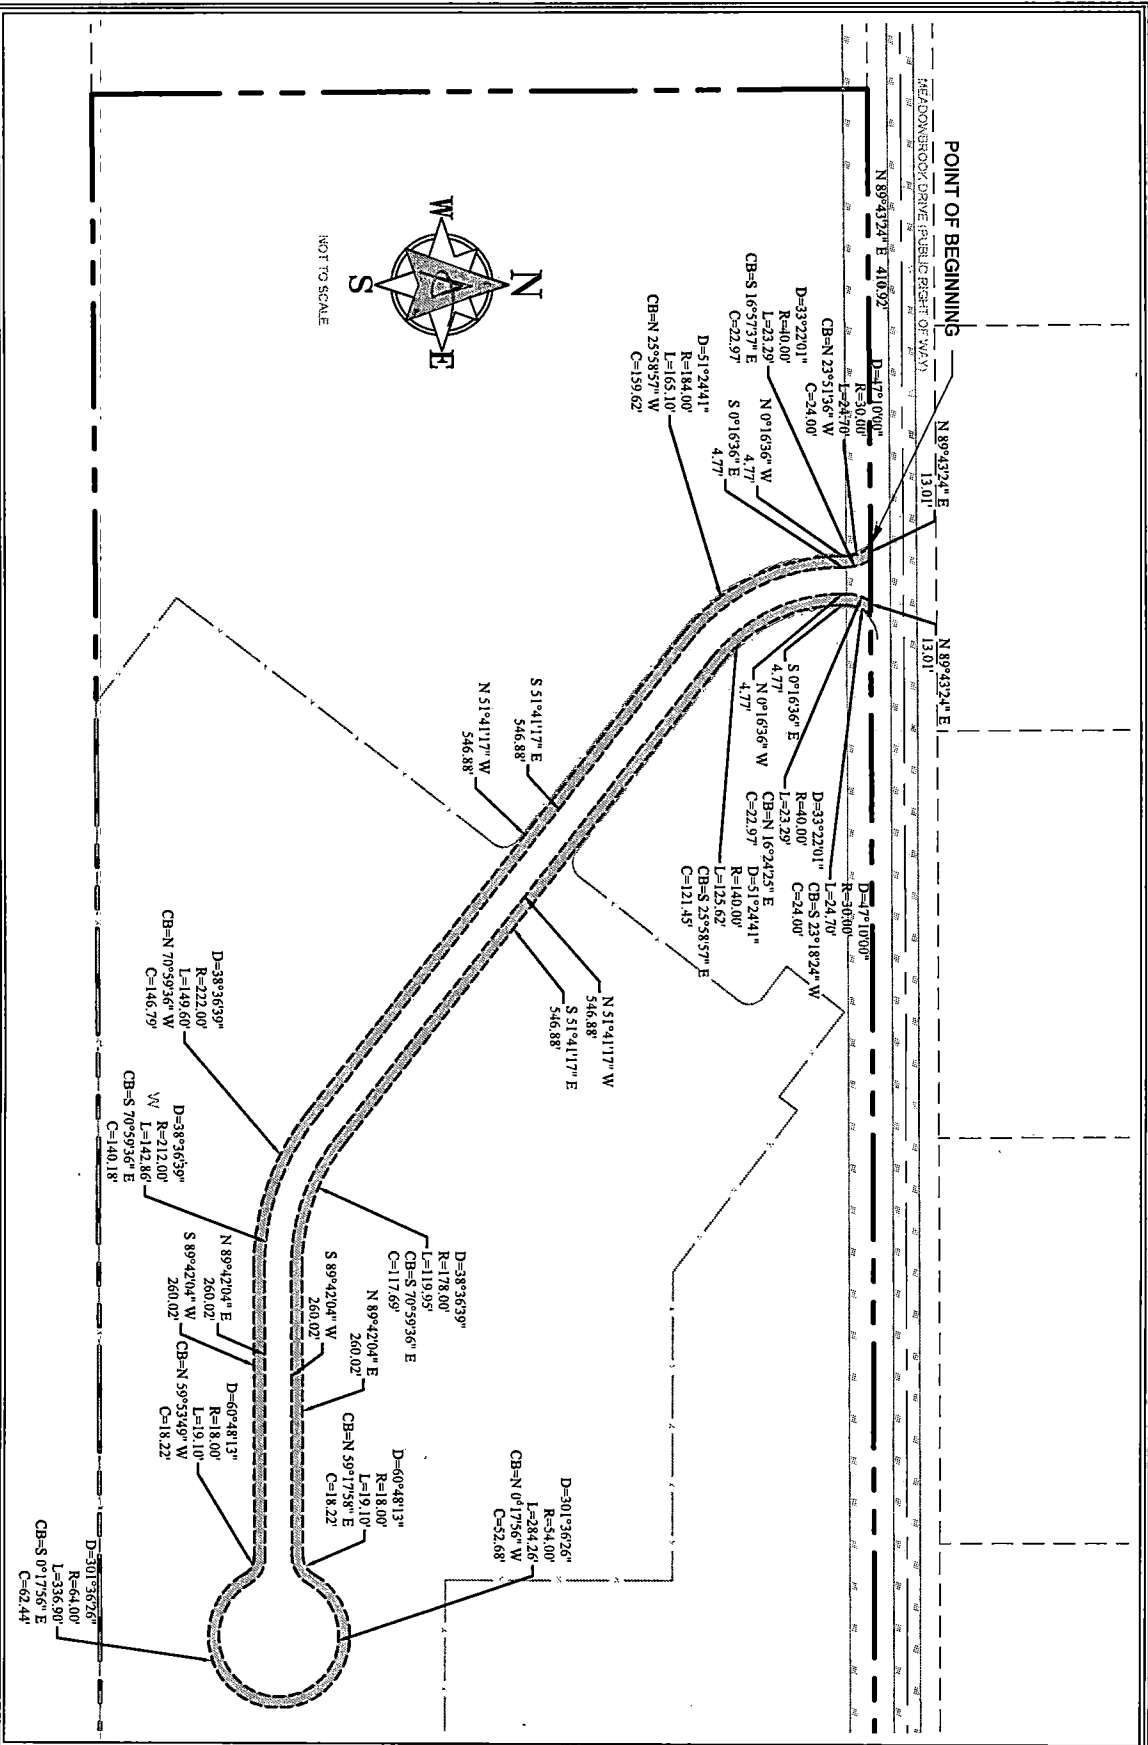 POINT OF BEGINNING
MEADOWBROOK DRIVE (PUBLIC RIGHT OF WAY)
N 89°43'24" E 410.92'
N 89°43'24" E
13.01'
N 89°43'24" E
13.01'
D=47°10'00"
R=30.00'
L=24.70'
CB=N 23°51'36" W
C=24.00'
D=33°22'01"
R=40.00'
L=23.29'
CB=S 16°57'37" E
C=22.97'
N 0°16'36" W
4.77'
S 0°16'36" E
4.77'
D=51°24'41"
R=184.00'
L=165.10'
CB=N 25°58'57" W
C=159.62'
N
W
E
S
NOT TO SCALE
S 0°16'36" E
4.77'
N 0°16'36" W
4.77'
D=47°10'00"
R=30.00'
L=24.70'
CB=S 23°18'24" W
C=24.00'
D=33°22'01"
R=40.00'
L=23.29'
CB=N 16°24'25" E
C=22.97'
D=51°24'41"
R=140.00'
L=125.62'
CB=S 25°58'57" E
C=121.45'
S 51°41'17" E
546.88'
N 51°41'17" W
546.88'
N 51°41'17" W
546.88'
S 51°41'17" E
546.88'
D=38°36'39"
R=222.00'
L=149.60'
CB=N 70°59'36" W
C=146.79'
D=38°36'39"
R=212.00'
L=142.86'
CB=S 70°59'36" E
C=140.18'
W
D=38°36'39"
R=178.00'
L=119.95'
CB=S 70°59'36" E
C=117.69'
N 89°42'04" E
260.02'
S 89°42'04" W
260.02'
N 89°42'04" E
260.02'
S 89°42'04" W
260.02'
D=60°48'13"
R=18.00'
L=19.10'
CB=N 59°17'58" E
C=18.22'
D=60°48'13"
R=18.00'
L=19.10'
CB=N 59°53'49" W
C=18.22'
D=301°36'26"
R=54.00'
L=284.26'
CB=N 0°17'56" W
C=52.68'
D=301°36'26"
R=64.00'
L=336.90'
CB=S 0°17'56" E
C=62.44'